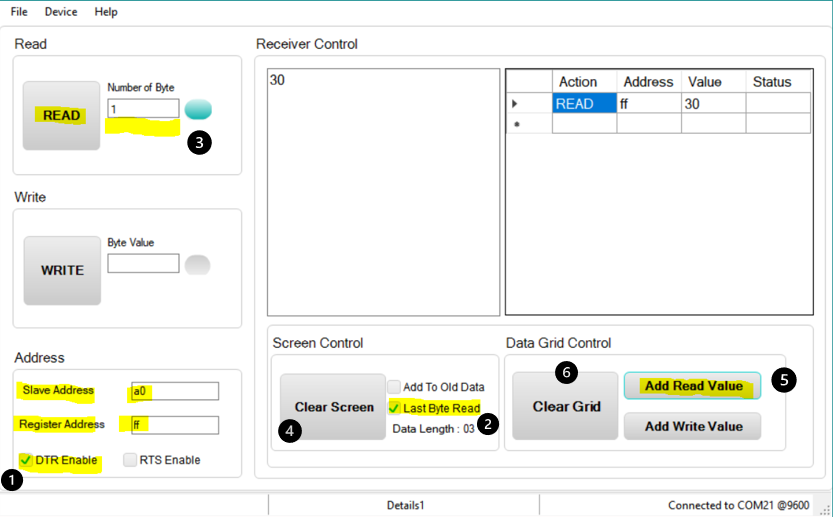 File Device Help
Read
READ
Number of Byte
1
3
Write
WRITE
Byte Value
Address
Slave Address a0
Register Address ff
DTR Enable RTS Enable
1
Receiver Control
30
Action Address Value Status
READ ff 30
Screen Control
Clear Screen
4
Add To Old Data
Last Byte Read
Data Length : 03
2
Data Grid Control
6
Clear Grid
Add Read Value
5
Add Write Value
Details1
Connected to COM21 @9600